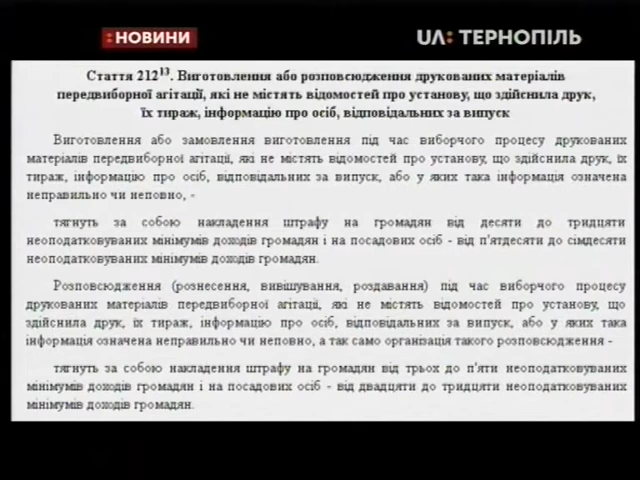 НОВИНИ
UA: ТЕРНОПІЛЬ
Стаття 212¹³. Виготовлення або розповсюдження друкованих матеріалів
передвиборної агітації, які не містять відомостей про установу, що здійснила друк,
їх тираж, інформацію про осіб, відповідальних за випуск
Виготовлення або замовлення виготовлення під час виборчого процесу друкованих
матеріалів передвиборної агітації, які не містять відомостей про установу, що здійснила друк, їх
тираж, інформацію про осіб, відповідальних за випуск, або у яких така інформація означена
неправильно чи неповно, -
тягнуть за собою накладення штрафу на громадян від десяти до тридцяти
неоподатковуваних мінімумів доходів громадян і на посадових осіб - від п'ятдесяти до сімдесяти
неоподатковуваних мінімумів доходів громадян.
Розповсюдження (рознесення, вивішування, роздавання) під час виборчого процесу
друкованих матеріалів передвиборної агітації, які не містять відомостей про установу, що
здійснила друк, їх тираж, інформацію про осіб, відповідальних за випуск, або у яких така
інформація означена неправильно чи неповно, а так само організація такого розповсюдження -
тягнуть за собою накладення штрафу на громадян від трьох до п'яти неоподатковуваних
мінімумів доходів громадян і на посадових осіб - від двадцяти до тридцяти неоподатковуваних
мінімумів доходів громадян.